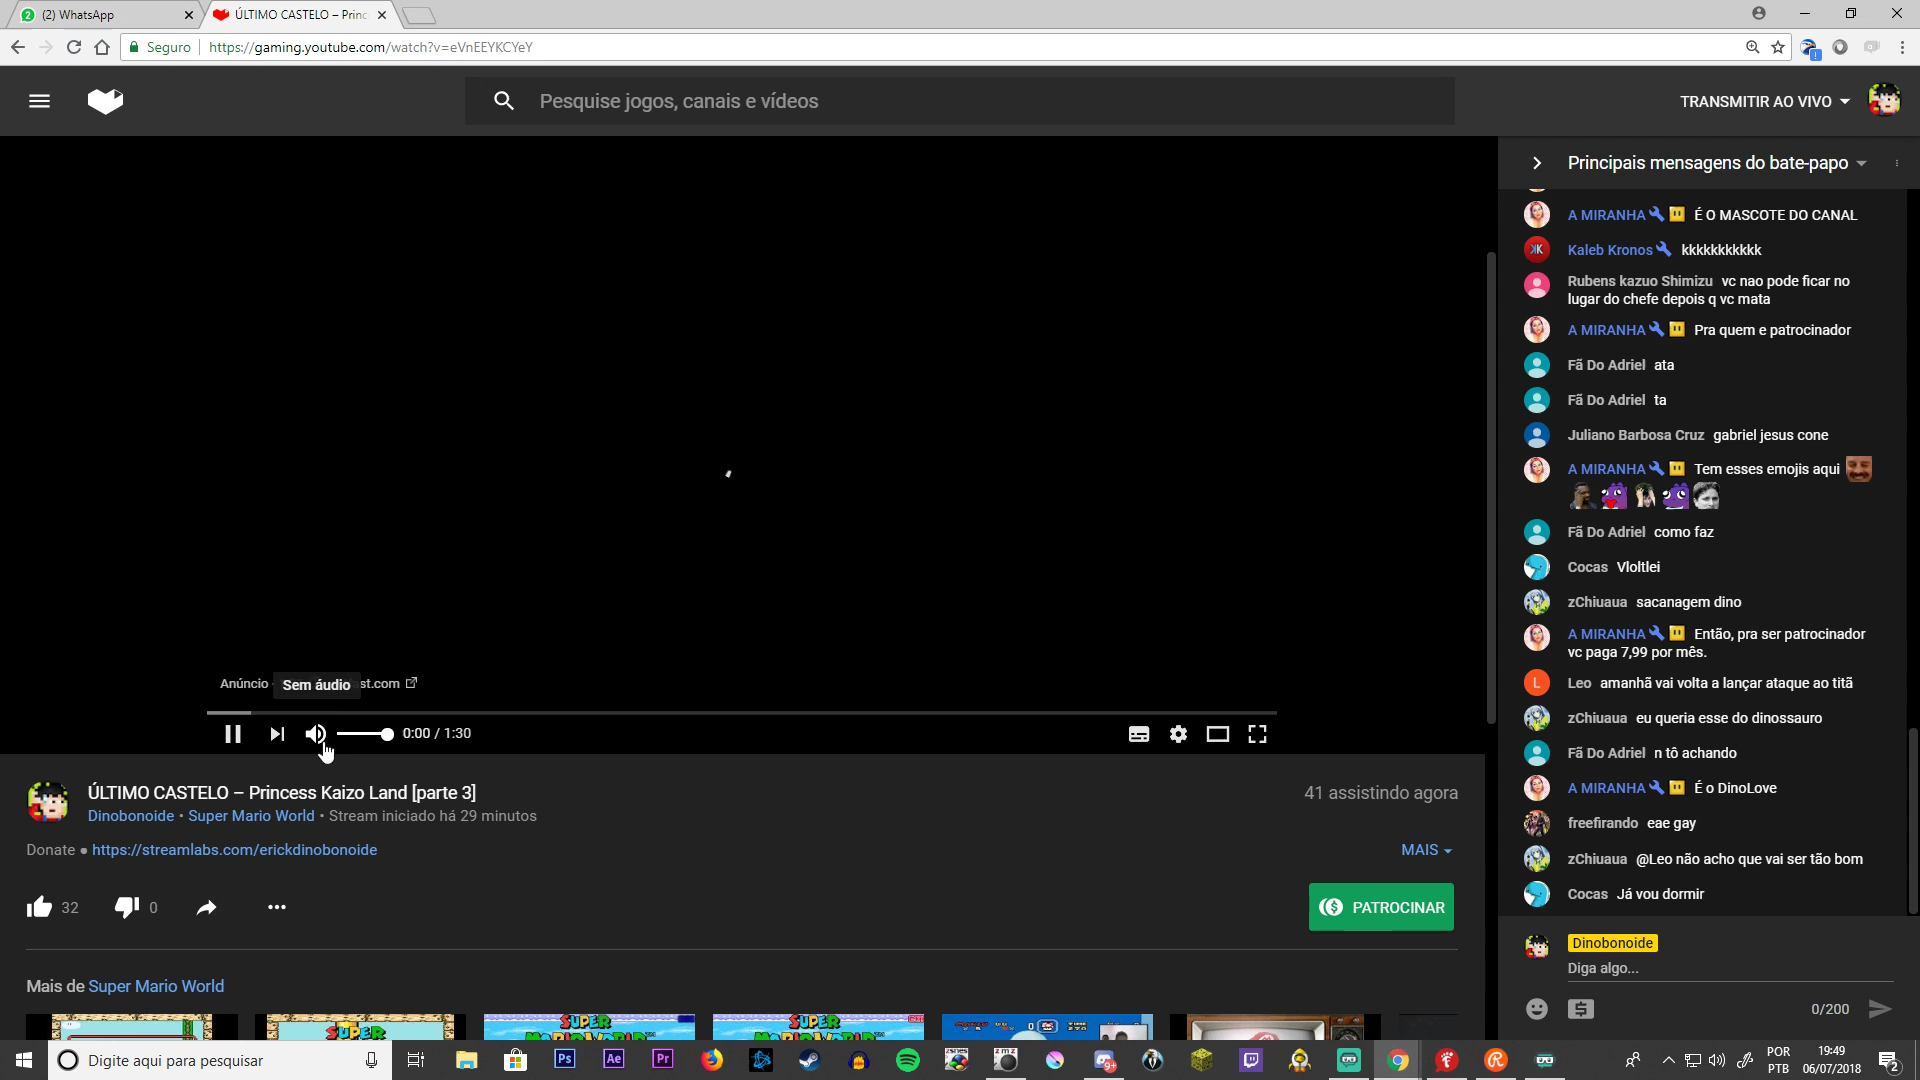 (2) WhatsApp
ÚLTIMO CASTELO – Princ
Seguro
https://gaming.youtube.com/watch?v=eVnEEYKCYeY
Pesquise jogos, canais e vídeos
TRANSMITIR AO VIVO
Principais mensagens do bate-papo
A MIRANHA É O MASCOTE DO CANAL
Kaleb Kronos kkkkkkkkkkk
Rubens kazuo Shimizu vc nao pode ficar no
lugar do chefe depois q vc mata
A MIRANHA Pra quem e patrocinador
Fã Do Adriel ata
Fã Do Adriel ta
Juliano Barbosa Cruz gabriel jesus cone
A MIRANHA Tem esses emojis aqui
Fã Do Adriel como faz
Cocas Vloltlei
zChiuaua sacanagem dino
A MIRANHA Então, pra ser patrocinador
vc paga 7,99 por mês.
Leo amanhã vai volta a lançar ataque ao titã
zChiuaua eu queria esse do dinossauro
Fã Do Adriel n tô achando
A MIRANHA É o DinoLove
freefirando eae gay
zChiuaua @Leo não acho que vai ser tão bom
Cocas Já vou dormir
Dinobonoide
Diga algo...
0/200
Anúncio
Sem áudio
st.com
0:00 / 1:30
ÚLTIMO CASTELO – Princess Kaizo Land [parte 3]
41 assistindo agora
Dinobonoide • Super Mario World • Stream iniciado há 29 minutos
Donate ● https://streamlabs.com/erickdinobonoide
MAIS
32
0
PATROCINAR
Mais de Super Mario World
SUPER
SUPER
SUPER
Digite aqui para pesquisar
Ps
Ae
Pr
9+
POR
PTB
19:49
06/07/2018
2